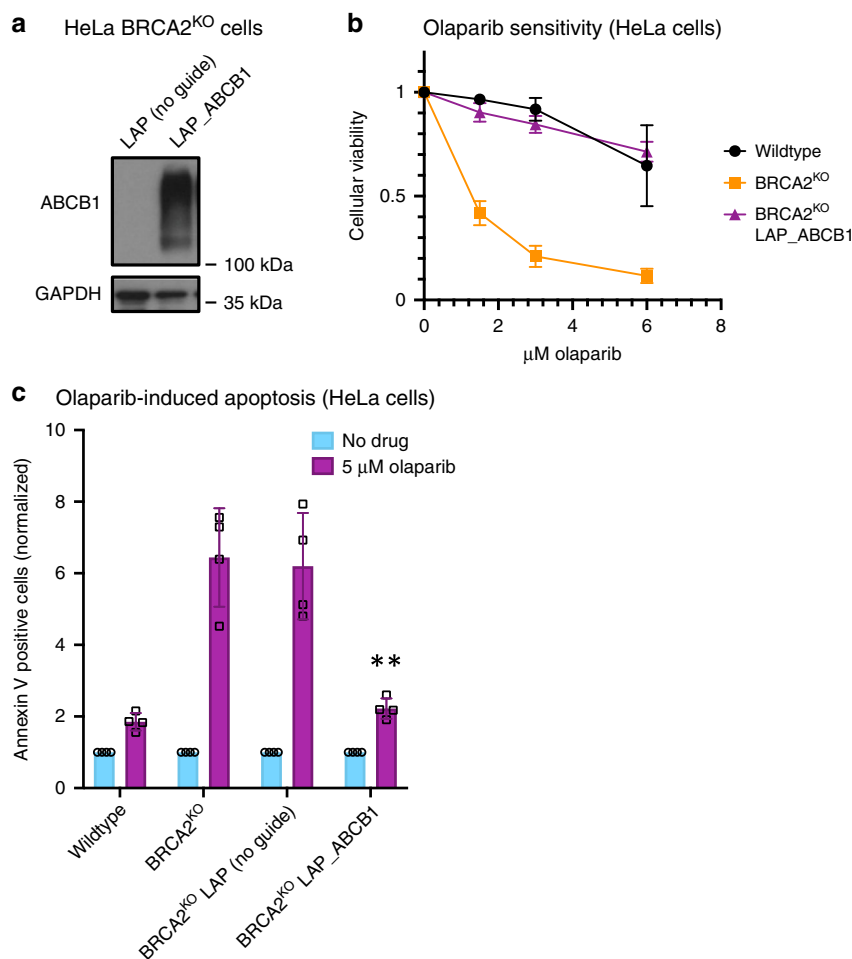 a
HeLa BRCA2KO cells
LAP (no guide)
LAP_ABCB1
ABCB1
100 kDa
GAPDH
35 kDa
b
Olaparib sensitivity (HeLa cells)
Cellular viability
1
0.5
0
0 2 4 6 8
μM olaparib
Wildtype
BRCA2KO
BRCA2KO
LAP_ABCB1
c
Olaparib-induced apoptosis (HeLa cells)
Annexin V positive cells (normalized)
10
8
6
4
2
0
No drug
5 μM olaparib
**
Wildtype
BRCA2KO
BRCA2KO LAP (no guide)
BRCA2KO LAP_ABCB1